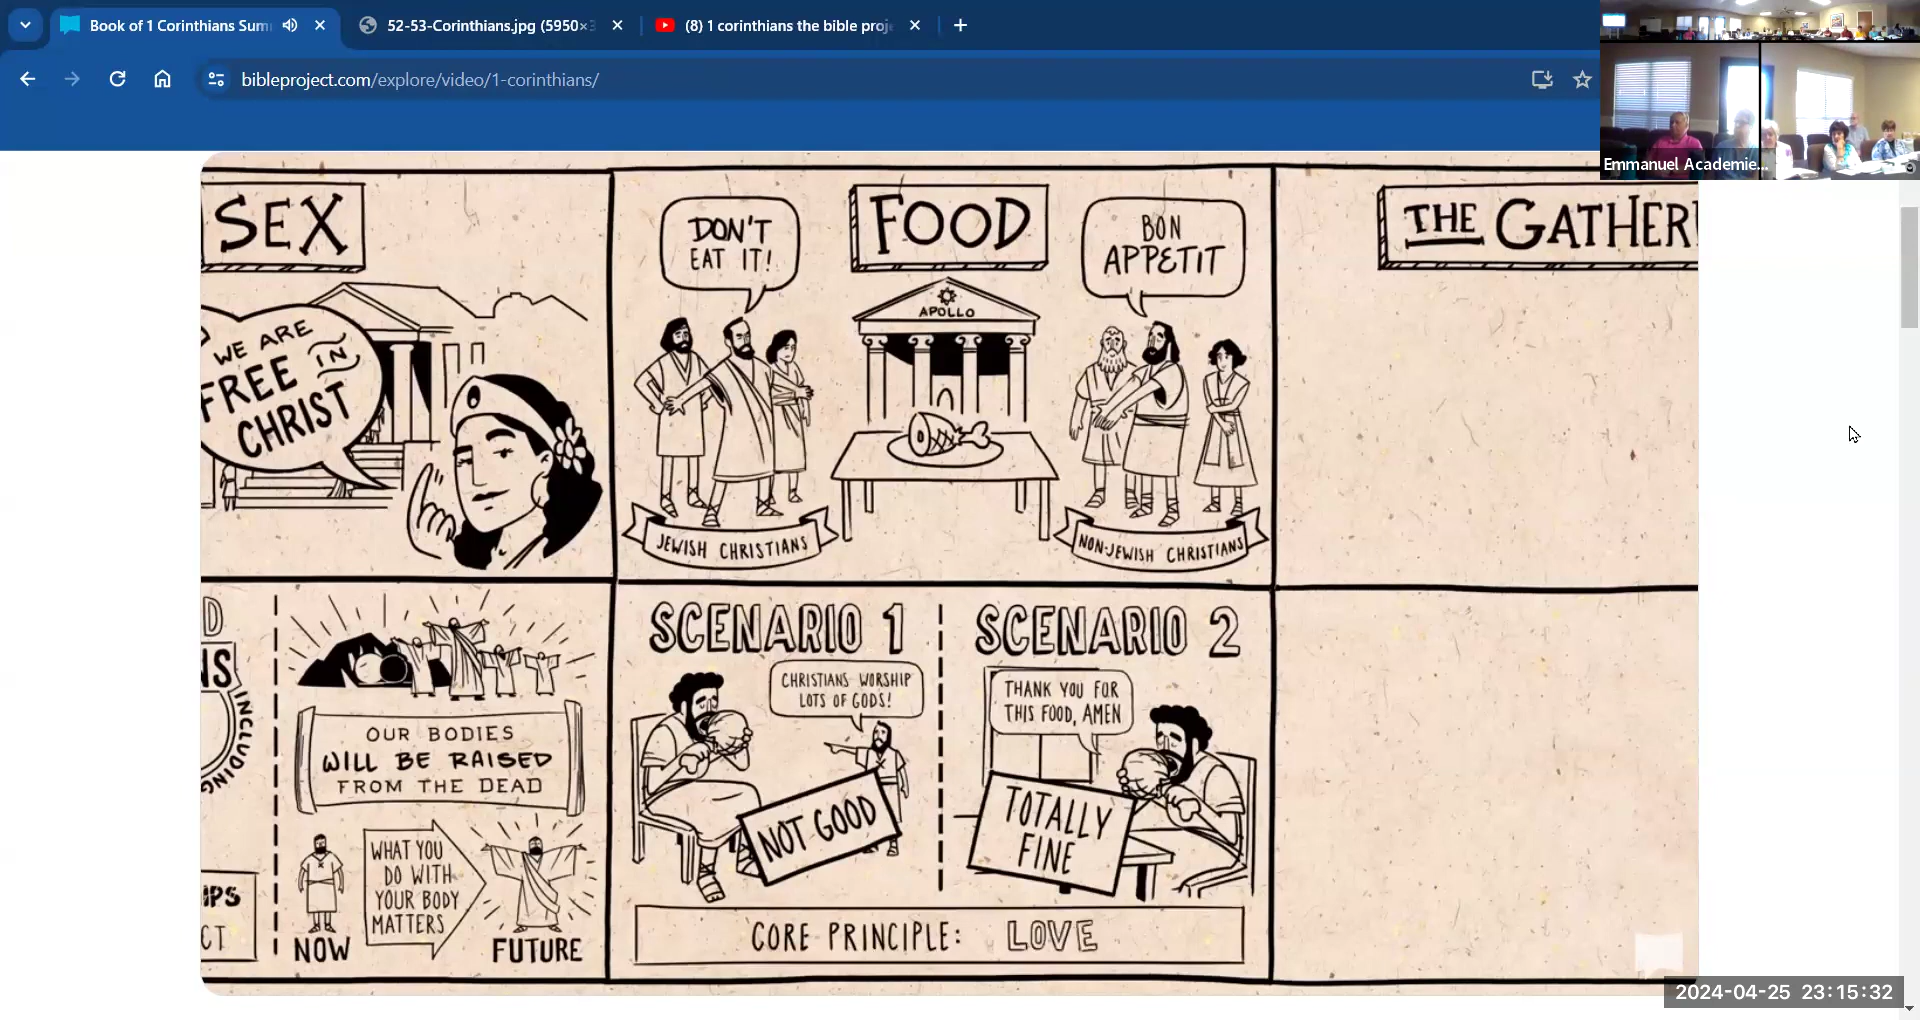 Book of 1 Corinthians Sum
52-53-Corinthians.jpg (5950×
(8) 1 corinthians the bible proj
bibleproject.com/explore/video/1-corinthians/
Emmanuel Academie...
SEX
WE ARE
FREE IN
CHRIST
DON'T
EAT IT!
FOOD
BON
APPETIT
APOLLO
JEWISH CHRISTIANS
NON-JEWISH CHRISTIANS
THE GATHER
INCLUDING
OUR BODIES
WILL BE RAISED
FROM THE DEAD
WHAT YOU
DO WITH
YOUR BODY
MATTERS
NOW
FUTURE
SCENARIO 1
CHRISTIANS WORSHIP
LOTS OF GODS!
NOT GOOD
SCENARIO 2
THANK YOU FOR
THIS FOOD, AMEN
TOTALLY
FINE
CORE PRINCIPLE: LOVE
2024-04-25 23:15:32